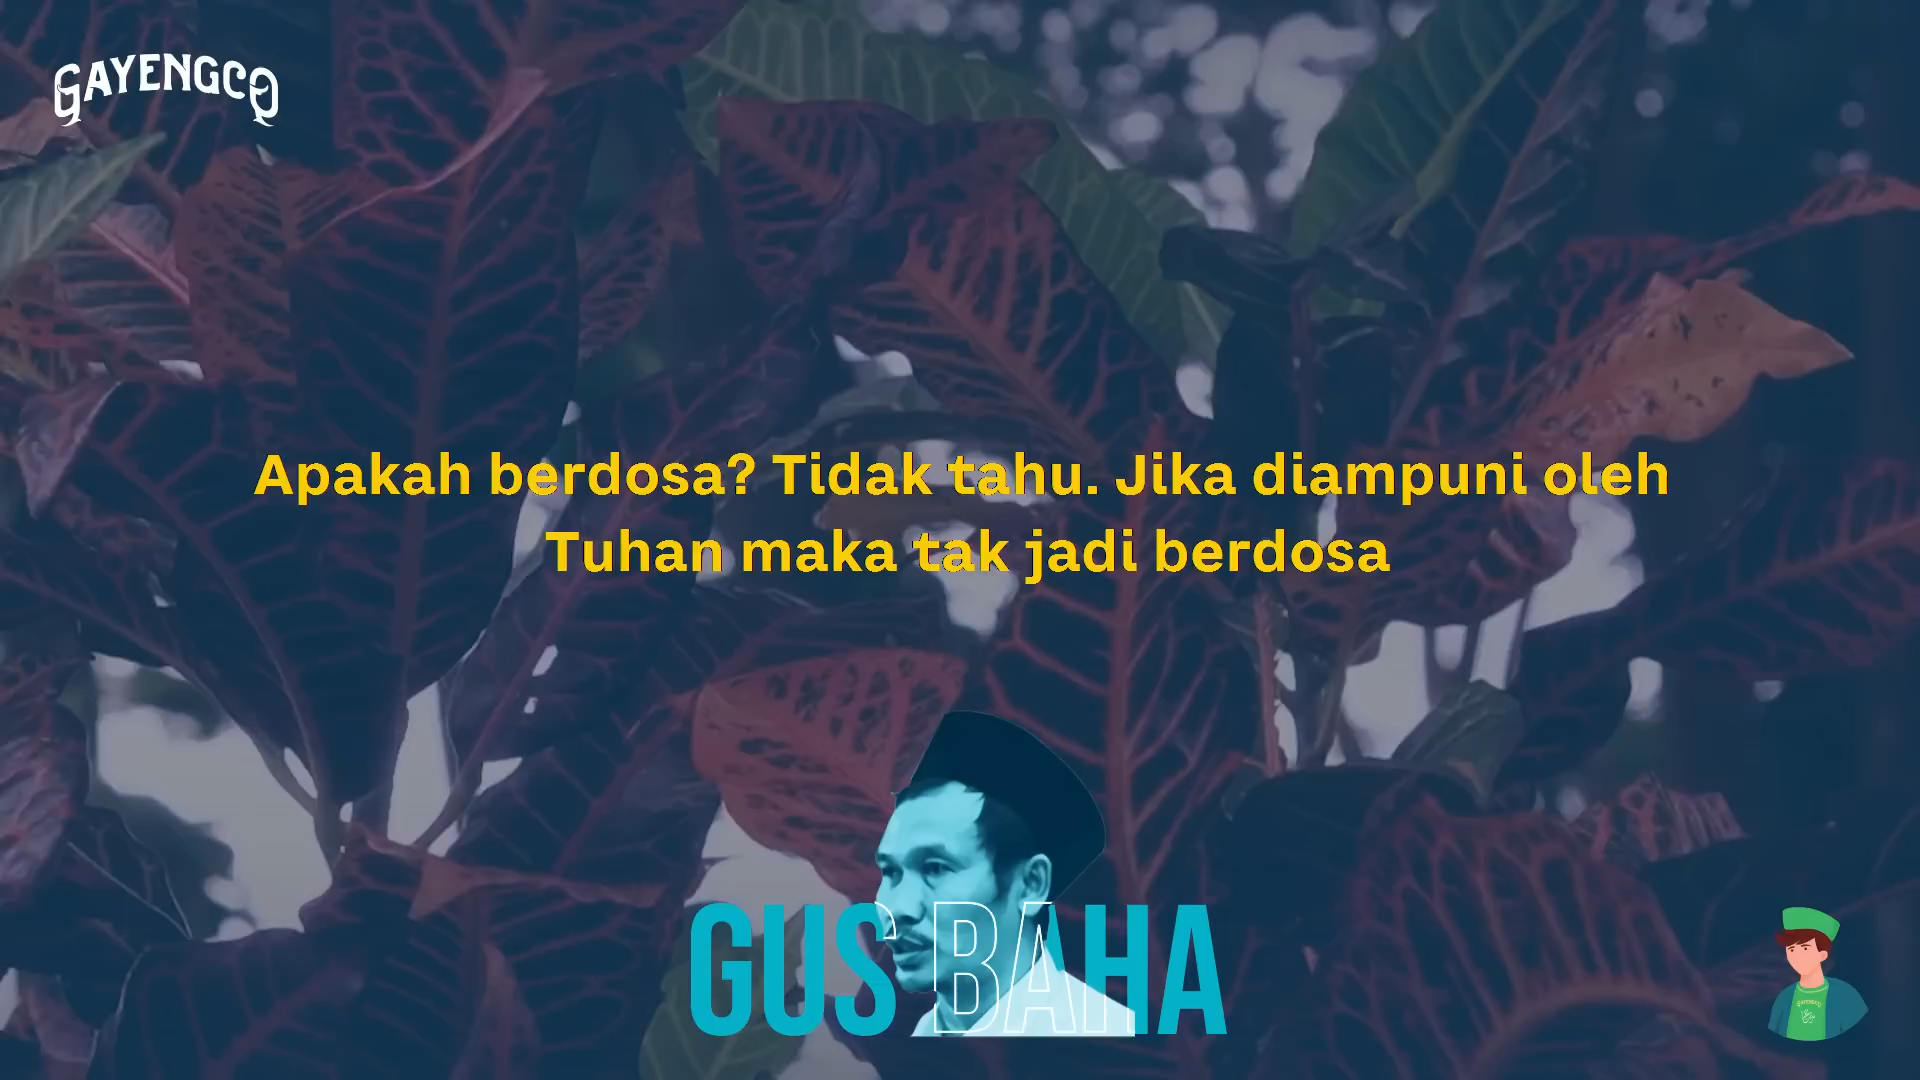 GAYENGCO
Apakah berdosa? Tidak tahu. Jika diampuni oleh
Tuhan maka tak jadi berdosa
GUS BAHA